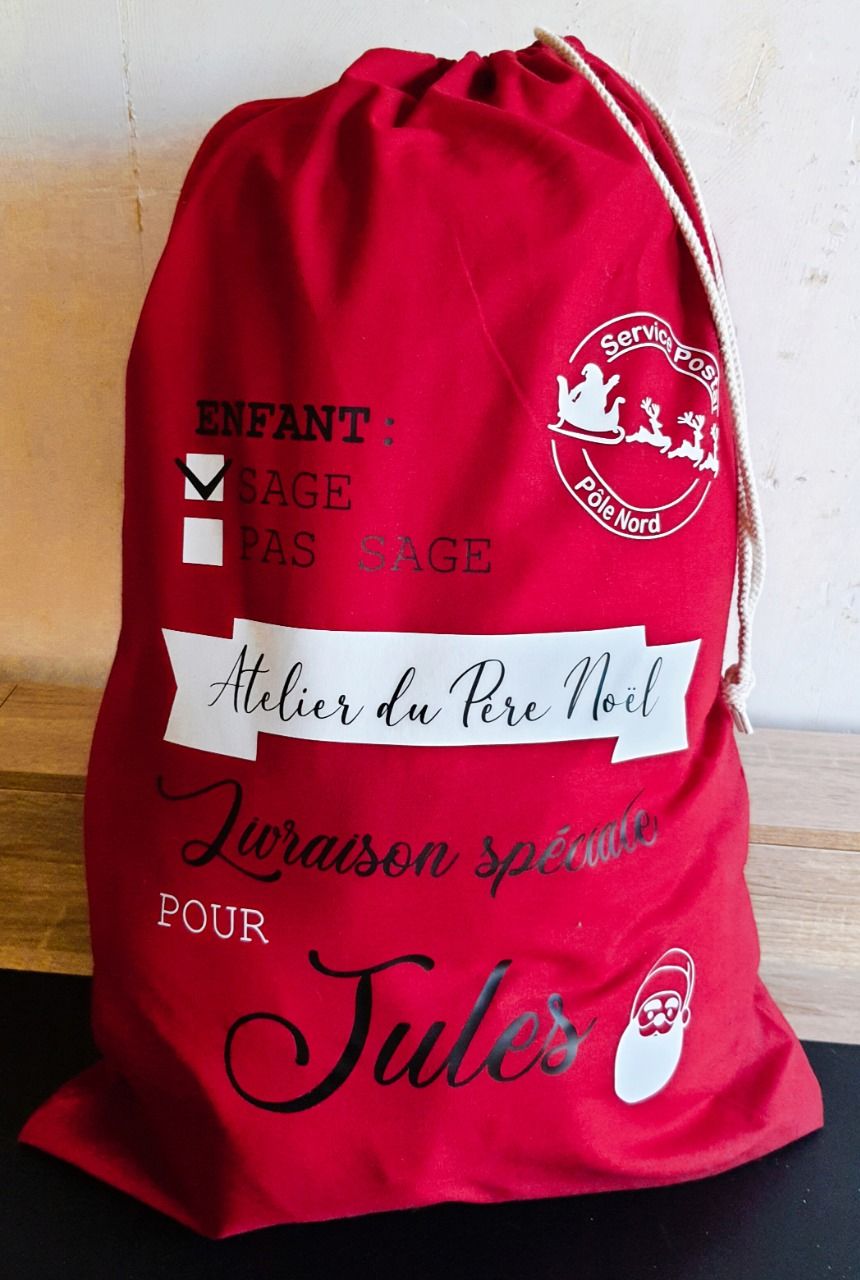 Service Postal
Pôle Nord
ENFANT :
SAGE
PAS SAGE
Atelier du Père Noël
Livraison spéciale
POUR
Jules